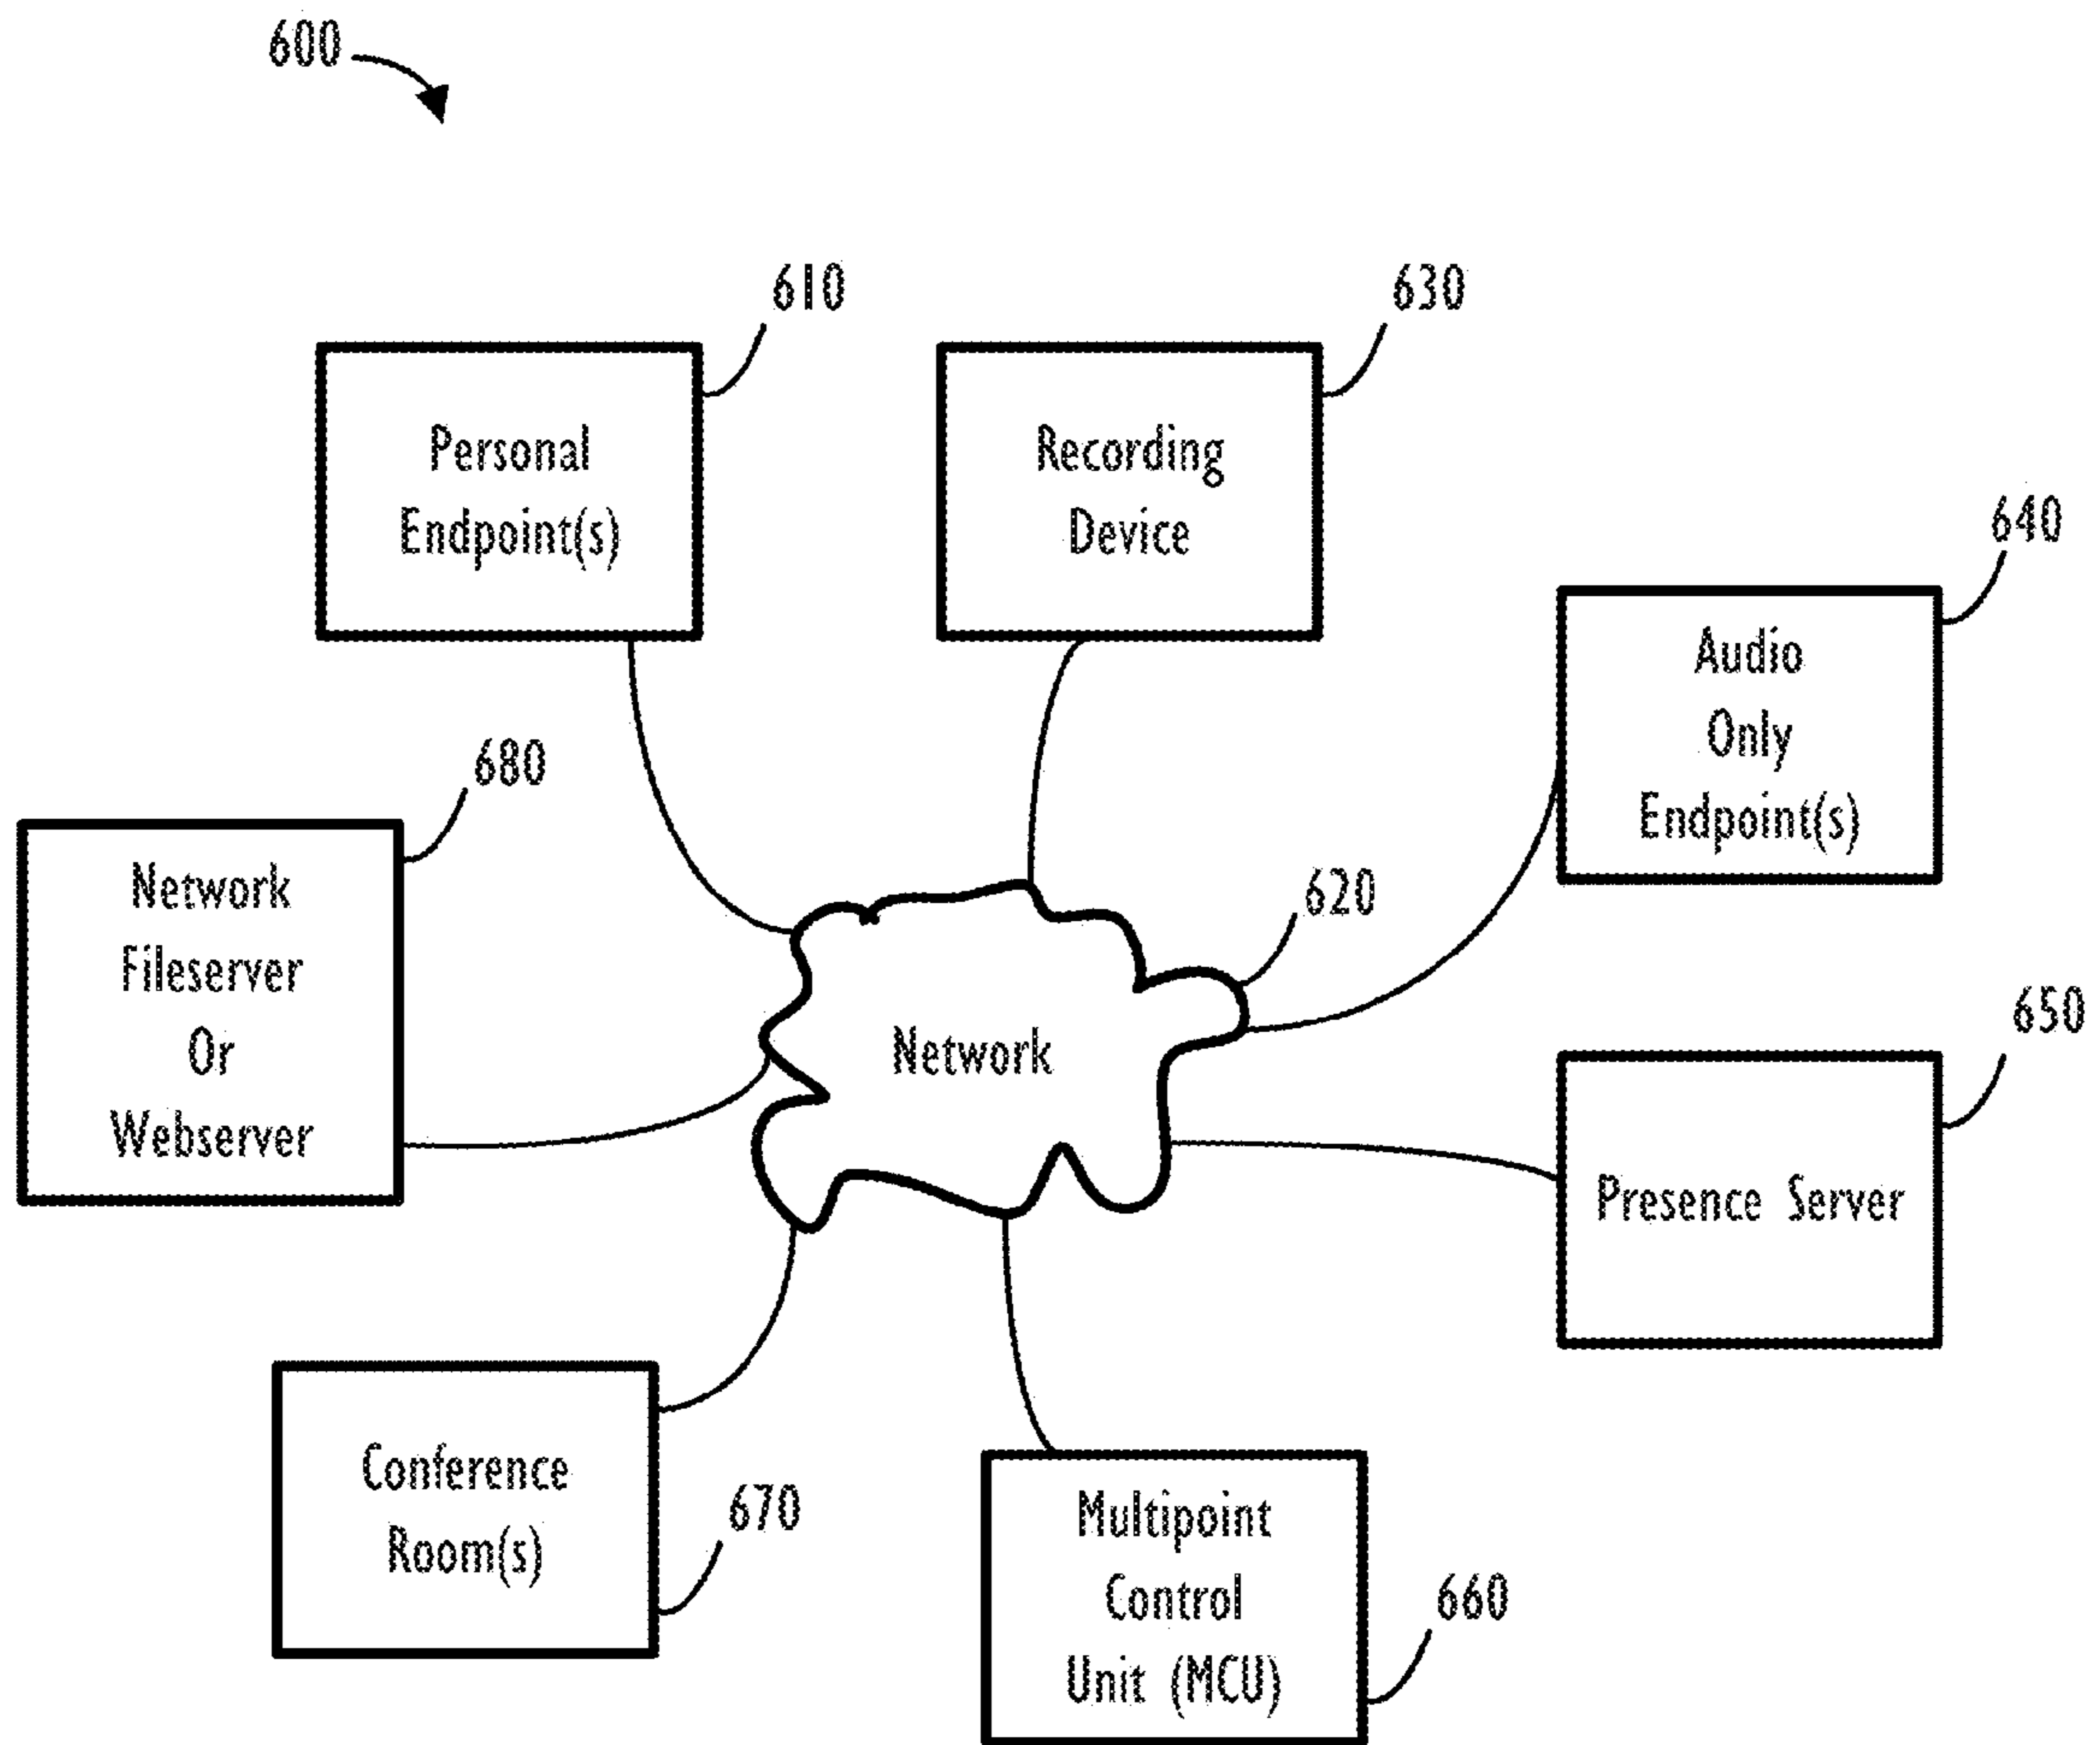 600
610
Personal
Endpoint(s)
630
Recording
Device
640
Audio
Only
Endpoint(s)
680
Network
Fileserver
Or
Webserver
620
Network
650
Presence Server
Conference
Room(s)
670
Multipoint
Control
Unit (MCU)
660